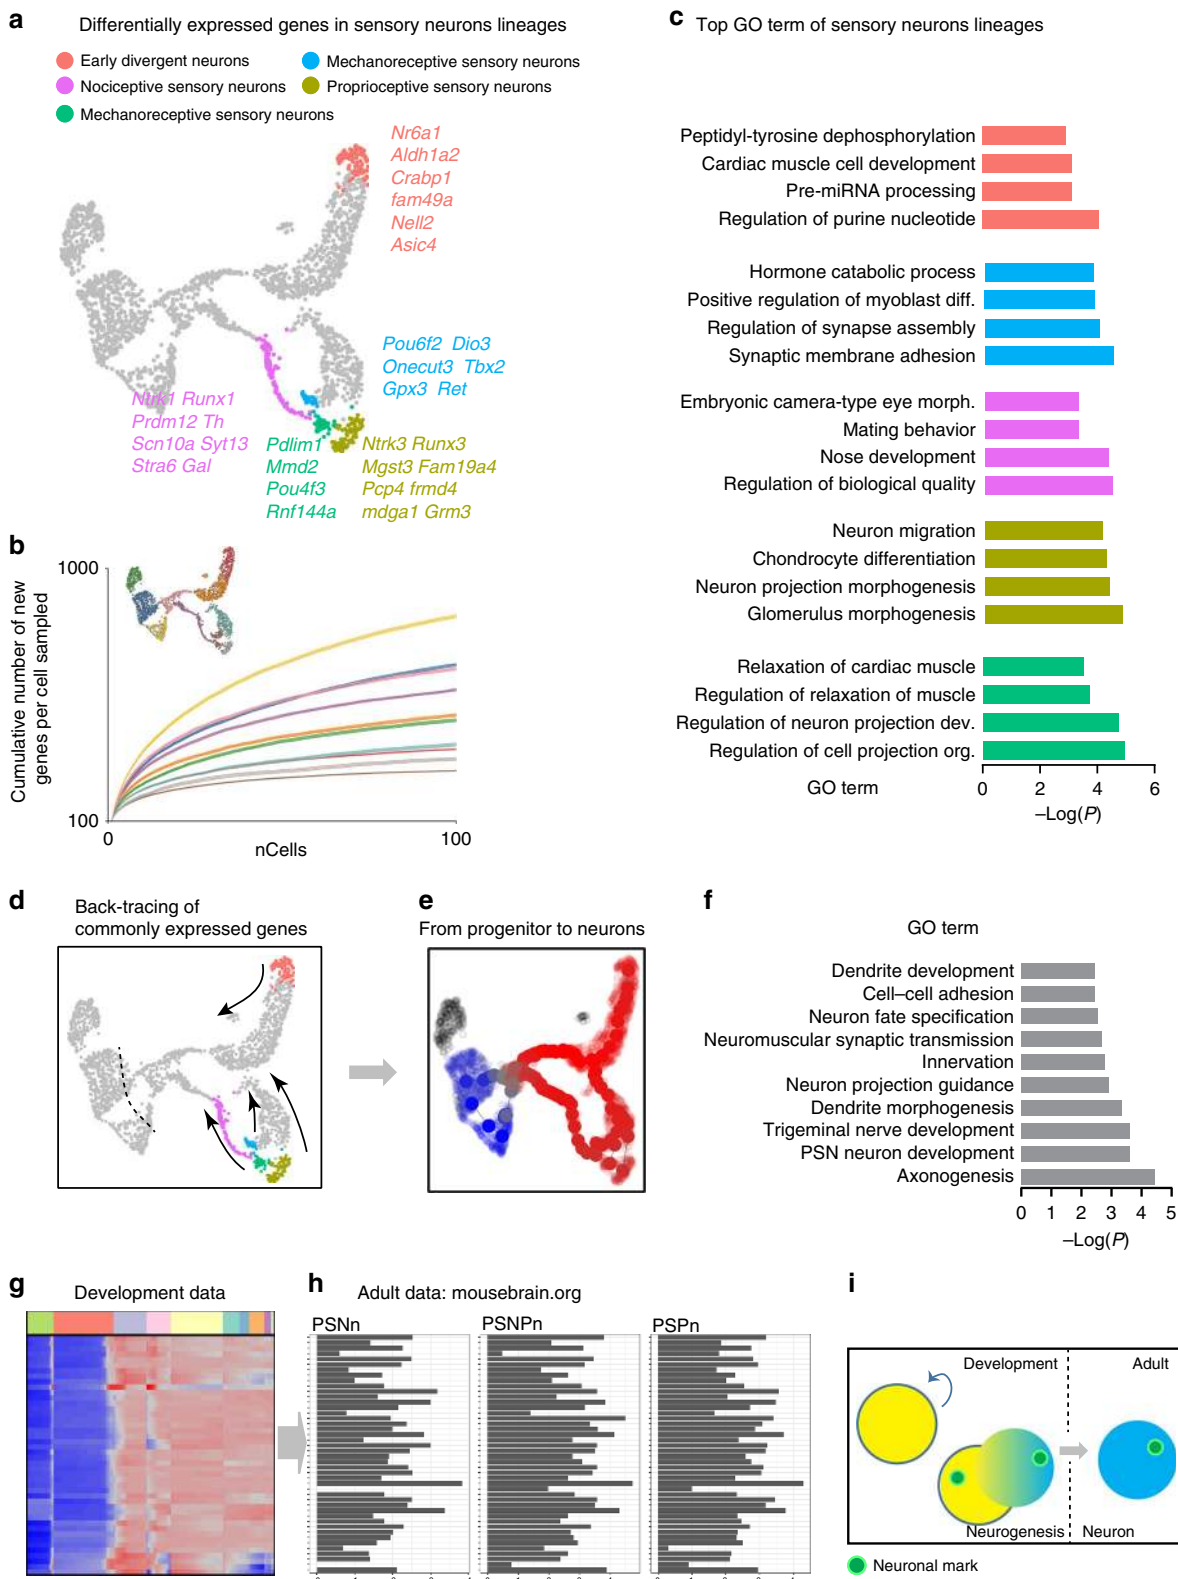 a
Differentially expressed genes in sensory neurons lineages
Early divergent neurons
Mechanoreceptive sensory neurons
Nociceptive sensory neurons
Proprioceptive sensory neurons
Mechanoreceptive sensory neurons
Nr6a1
Aldh1a2
Crabp1
fam49a
Nell2
Asic4
Pou6f2 Dio3
Onecut3 Tbx2
Gpx3 Ret
Ntrk1 Runx1
Prdm12 Th
Scn10a Syt13
Stra6 Gal
Pdlim1
Mmd2
Pou4f3
Rnf144a
Ntrk3 Runx3
Mgst3 Fam19a4
Pcp4 frmd4
mdga1 Grm3
b
Cumulative number of new
genes per cell sampled
1000
100
0
100
nCells
c
Top GO term of sensory neurons lineages
Peptidyl-tyrosine dephosphorylation
Cardiac muscle cell development
Pre-miRNA processing
Regulation of purine nucleotide
Hormone catabolic process
Positive regulation of myoblast diff.
Regulation of synapse assembly
Synaptic membrane adhesion
Embryonic camera-type eye morph.
Mating behavior
Nose development
Regulation of biological quality
Neuron migration
Chondrocyte differentiation
Neuron projection morphogenesis
Glomerulus morphogenesis
Relaxation of cardiac muscle
Regulation of relaxation of muscle
Regulation of neuron projection dev.
Regulation of cell projection org.
GO term
0 2 4 6
–Log(P)
d
Back-tracing of
commonly expressed genes
e
From progenitor to neurons
f
GO term
Dendrite development
Cell–cell adhesion
Neuron fate specification
Neuromuscular synaptic transmission
Innervation
Neuron projection guidance
Dendrite morphogenesis
Trigeminal nerve development
PSN neuron development
Axonogenesis
0 1 2 3 4 5
–Log(P)
g
Development data
h
Adult data: mousebrain.org
PSNn
PSNPn
PSPn
i
Development
Adult
Neurogenesis
Neuron
Neuronal mark